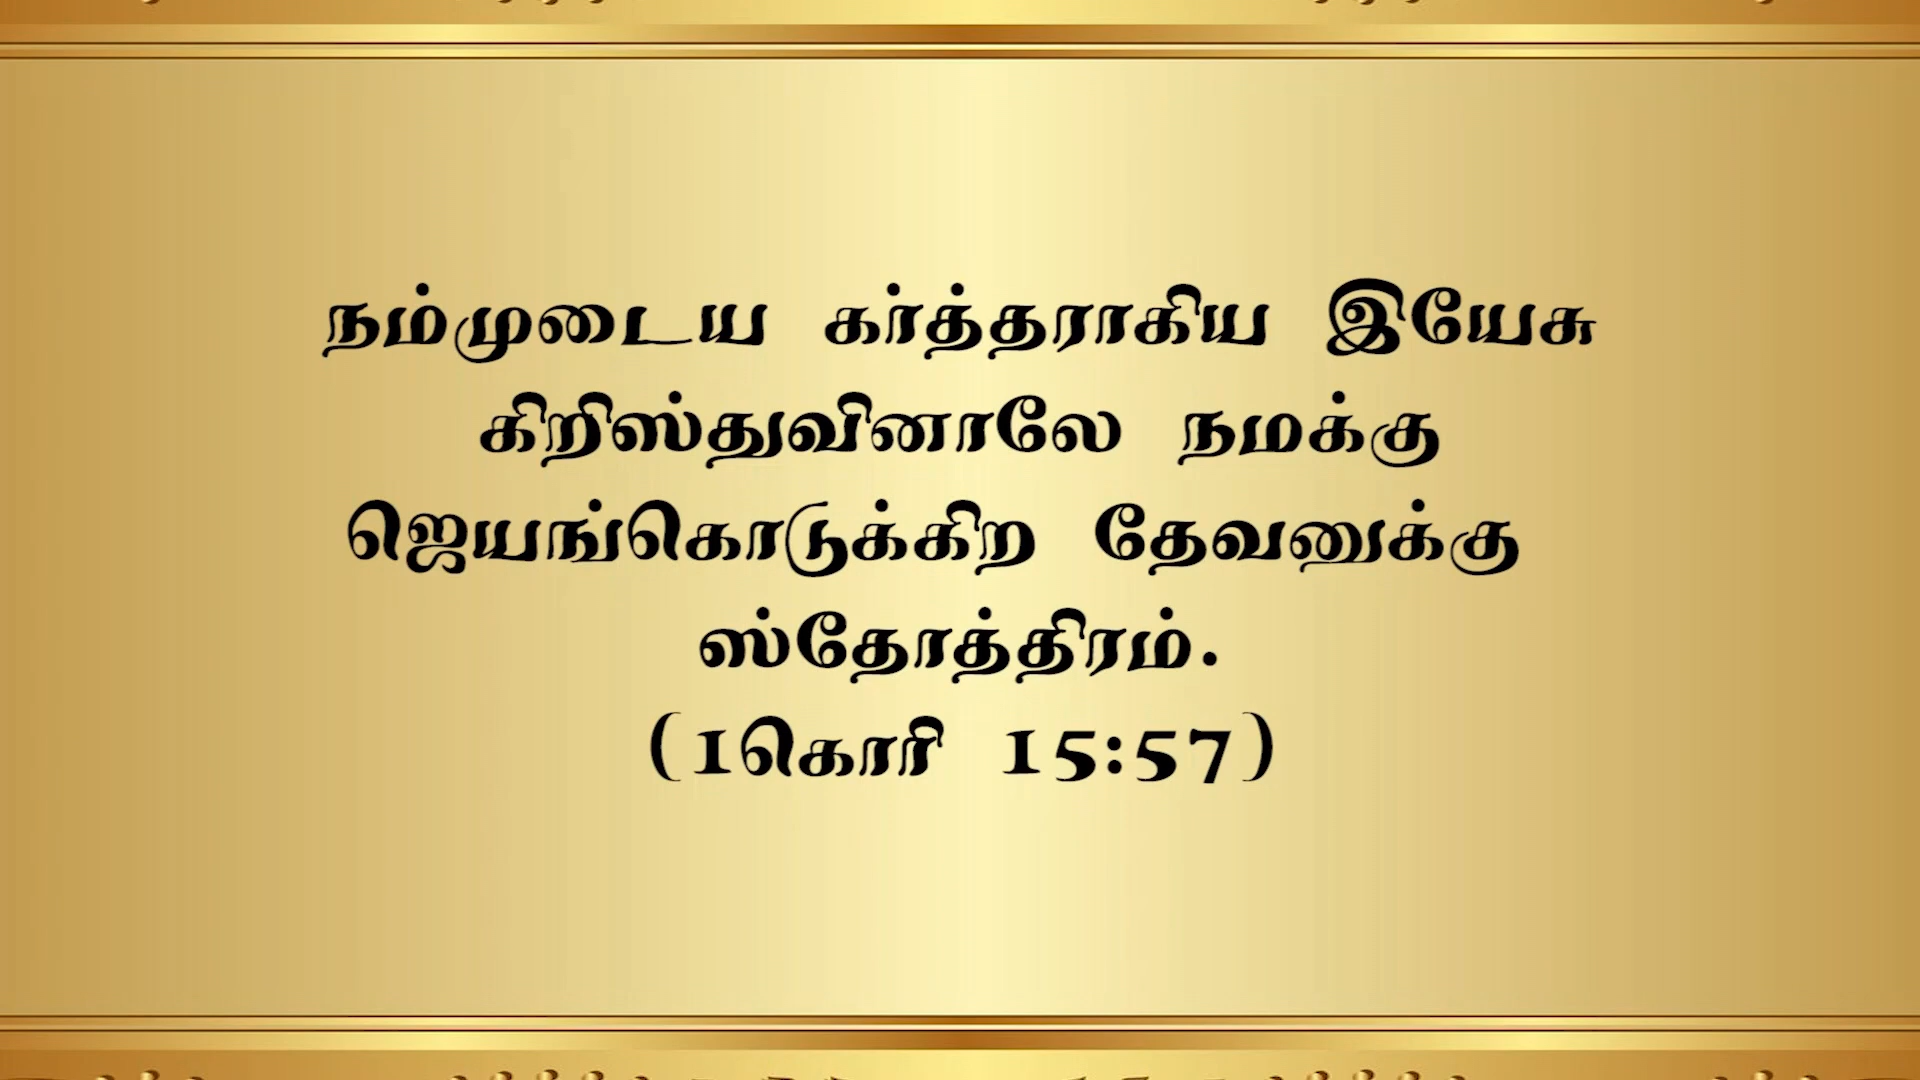 நம்முடைய கர்த்தராகிய இயேசு
கிறிஸ்துவினாலே நமக்கு
ஜெயங்கொடுக்கிற தேவனுக்கு
ஸ்தோத்திரம்.
(1கொரி 15:57)